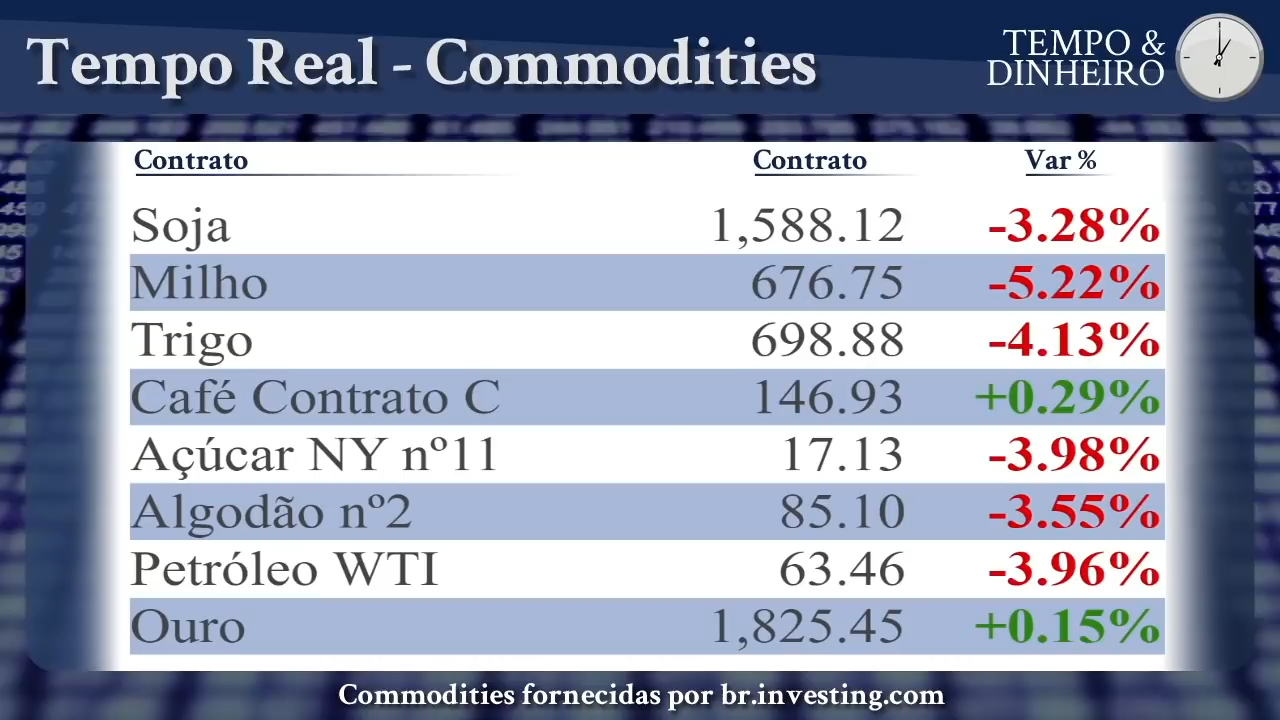 Tempo Real - Commodities
TEMPO &
DINHEIRO
Contrato Contrato Var %
Soja 1,588.12 -3.28%
Milho 676.75 -5.22%
Trigo 698.88 -4.13%
Café Contrato C 146.93 +0.29%
Açúcar NY nº11 17.13 -3.98%
Algodão nº2 85.10 -3.55%
Petróleo WTI 63.46 -3.96%
Ouro 1,825.45 +0.15%
Commodities fornecidas por br.investing.com